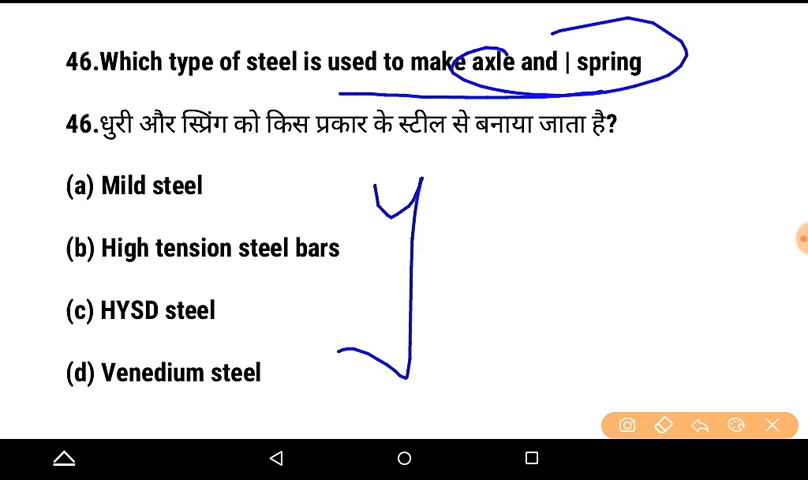 46.Which type of steel is used to make axle and | spring
46.धुरी और स्प्रिंग को किस प्रकार के स्टील से बनाया जाता है?
(a) Mild steel
(b) High tension steel bars
(c) HYSD steel
(d) Venedium steel